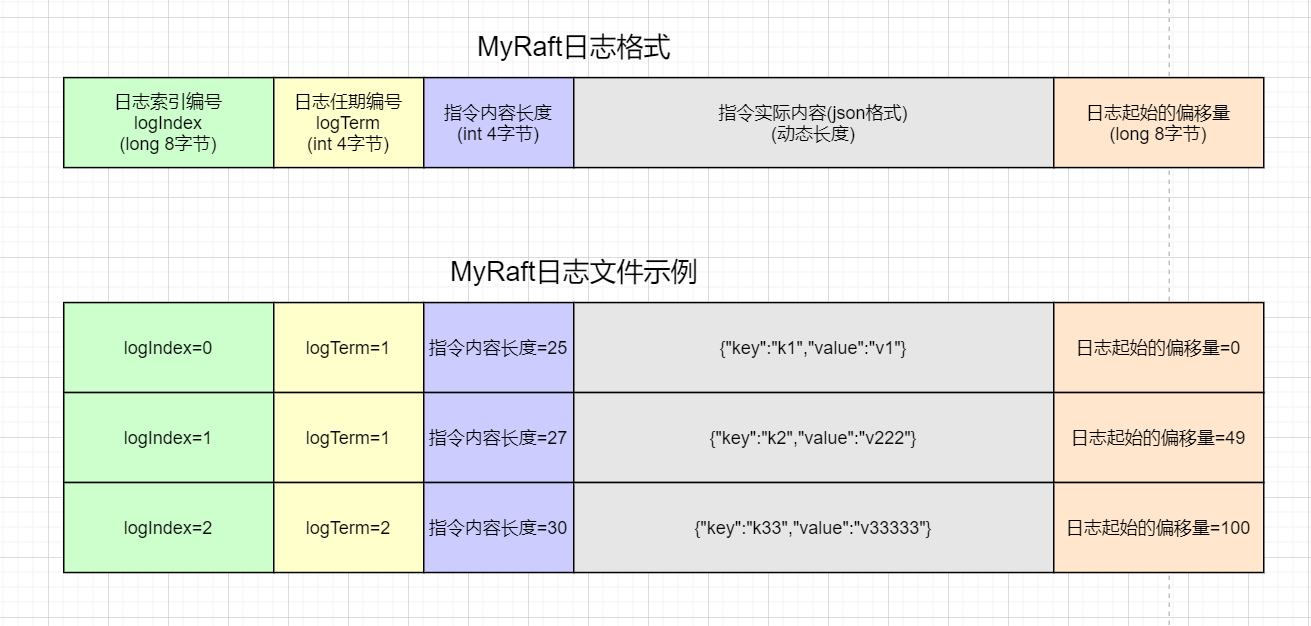 MyRaft日志格式
日志索引编号
logIndex
(long 8字节)
日志任期编号
logTerm
(int 4字节)
指令内容长度
(int 4字节)
指令实际内容(json格式)
(动态长度)
日志起始的偏移量
(long 8字节)
MyRaft日志文件示例
logIndex=0
logTerm=1
指令内容长度=25
{"key":"k1","value":"v1"}
日志起始的偏移量=0
logIndex=1
logTerm=1
指令内容长度=27
{"key":"k2","value":"v222"}
日志起始的偏移量=49
logIndex=2
logTerm=2
指令内容长度=30
{"key":"k33","value":"v33333"}
日志起始的偏移量=100